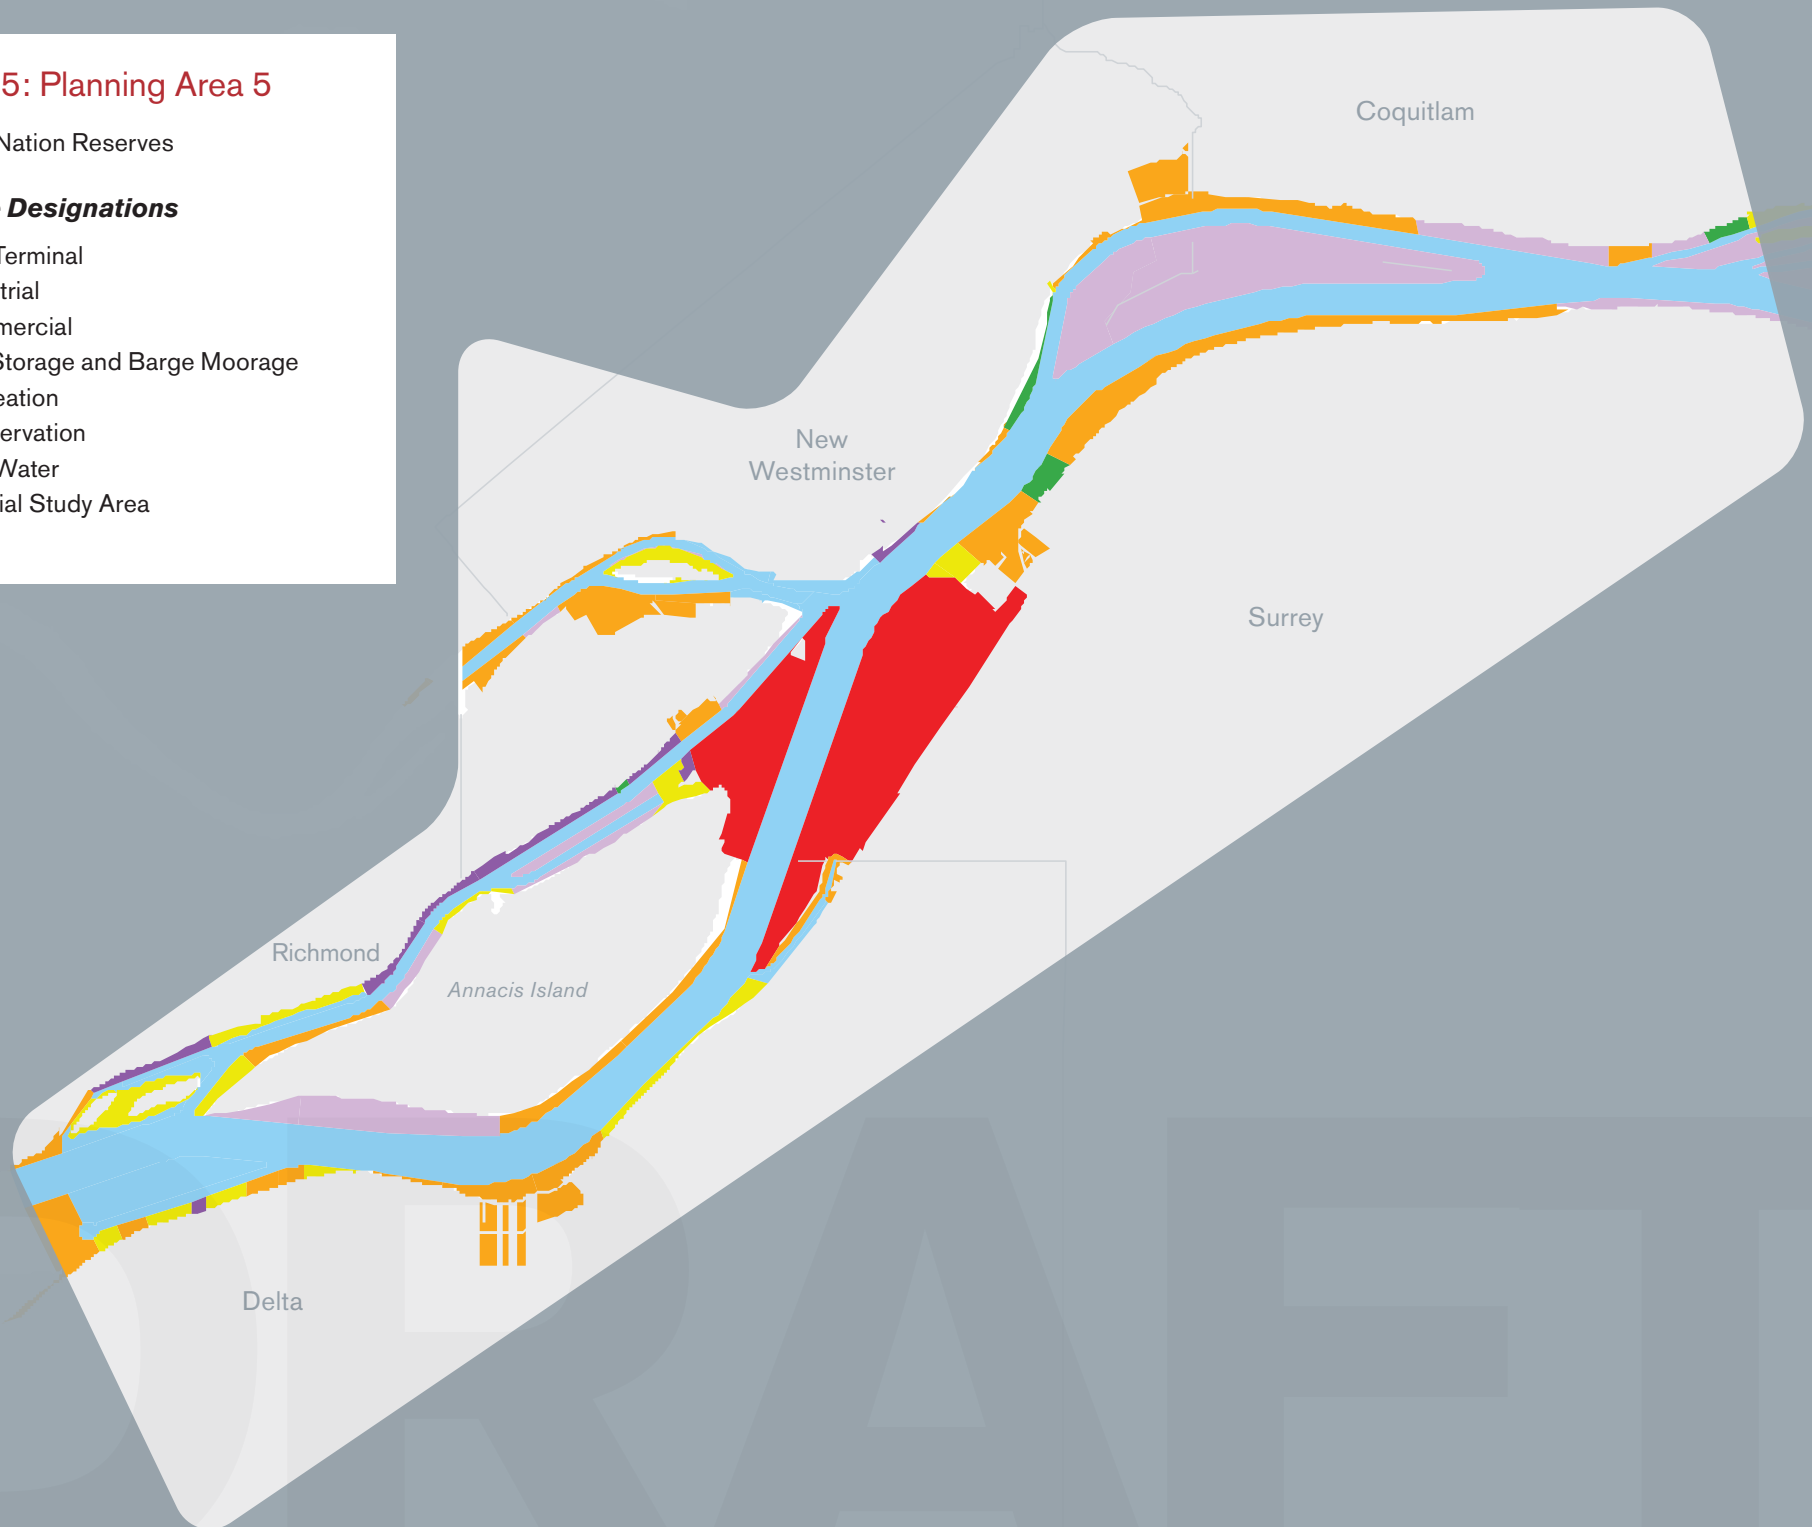 5: Planning Area 5
Nation Reserves
Designations
Terminal
trial
mercial
Storage and Barge Moorage
eation
ervation
Water
ial Study Area
Coquitlam
New
Westminster
Surrey
Richmond
Annacis Island
Delta
DRAFT